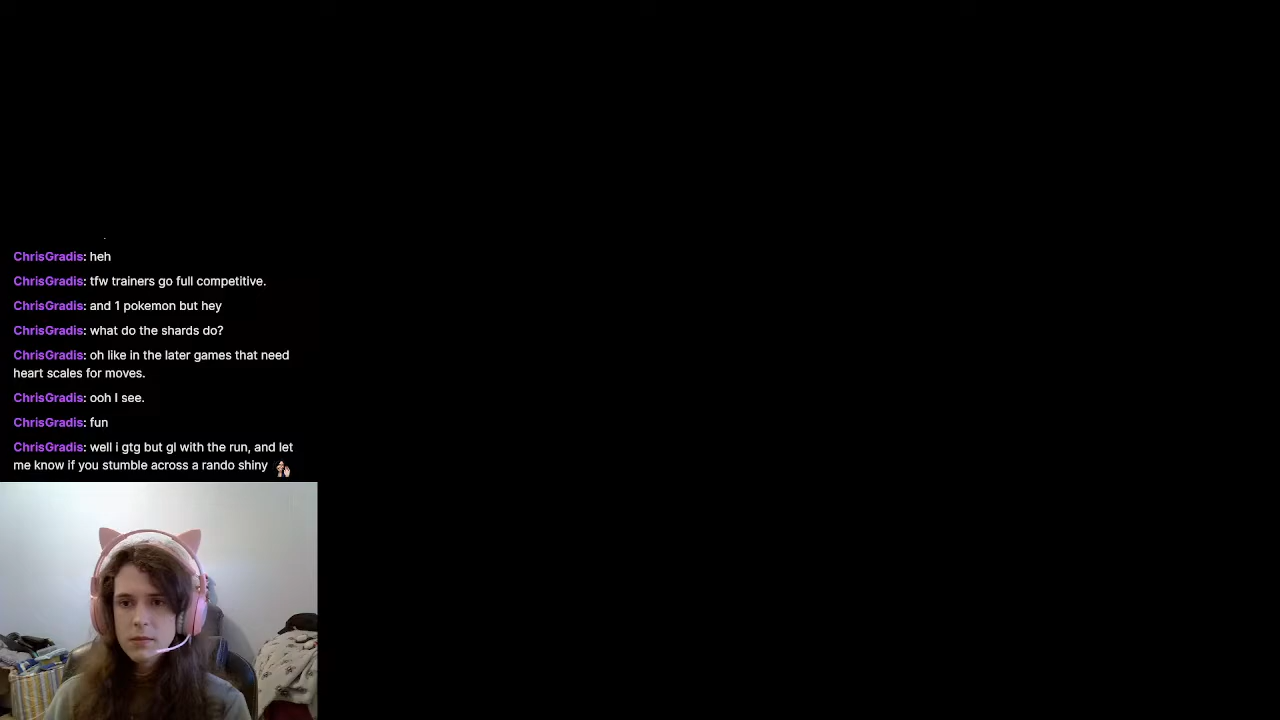 ChrisGradis: heh
ChrisGradis: tfw trainers go full competitive.
ChrisGradis: and 1 pokemon but hey
ChrisGradis: what do the shards do?
ChrisGradis: oh like in the later games that need
heart scales for moves.
ChrisGradis: ooh I see.
ChrisGradis: fun
ChrisGradis: well i gtg but gl with the run, and let
me know if you stumble across a rando shiny